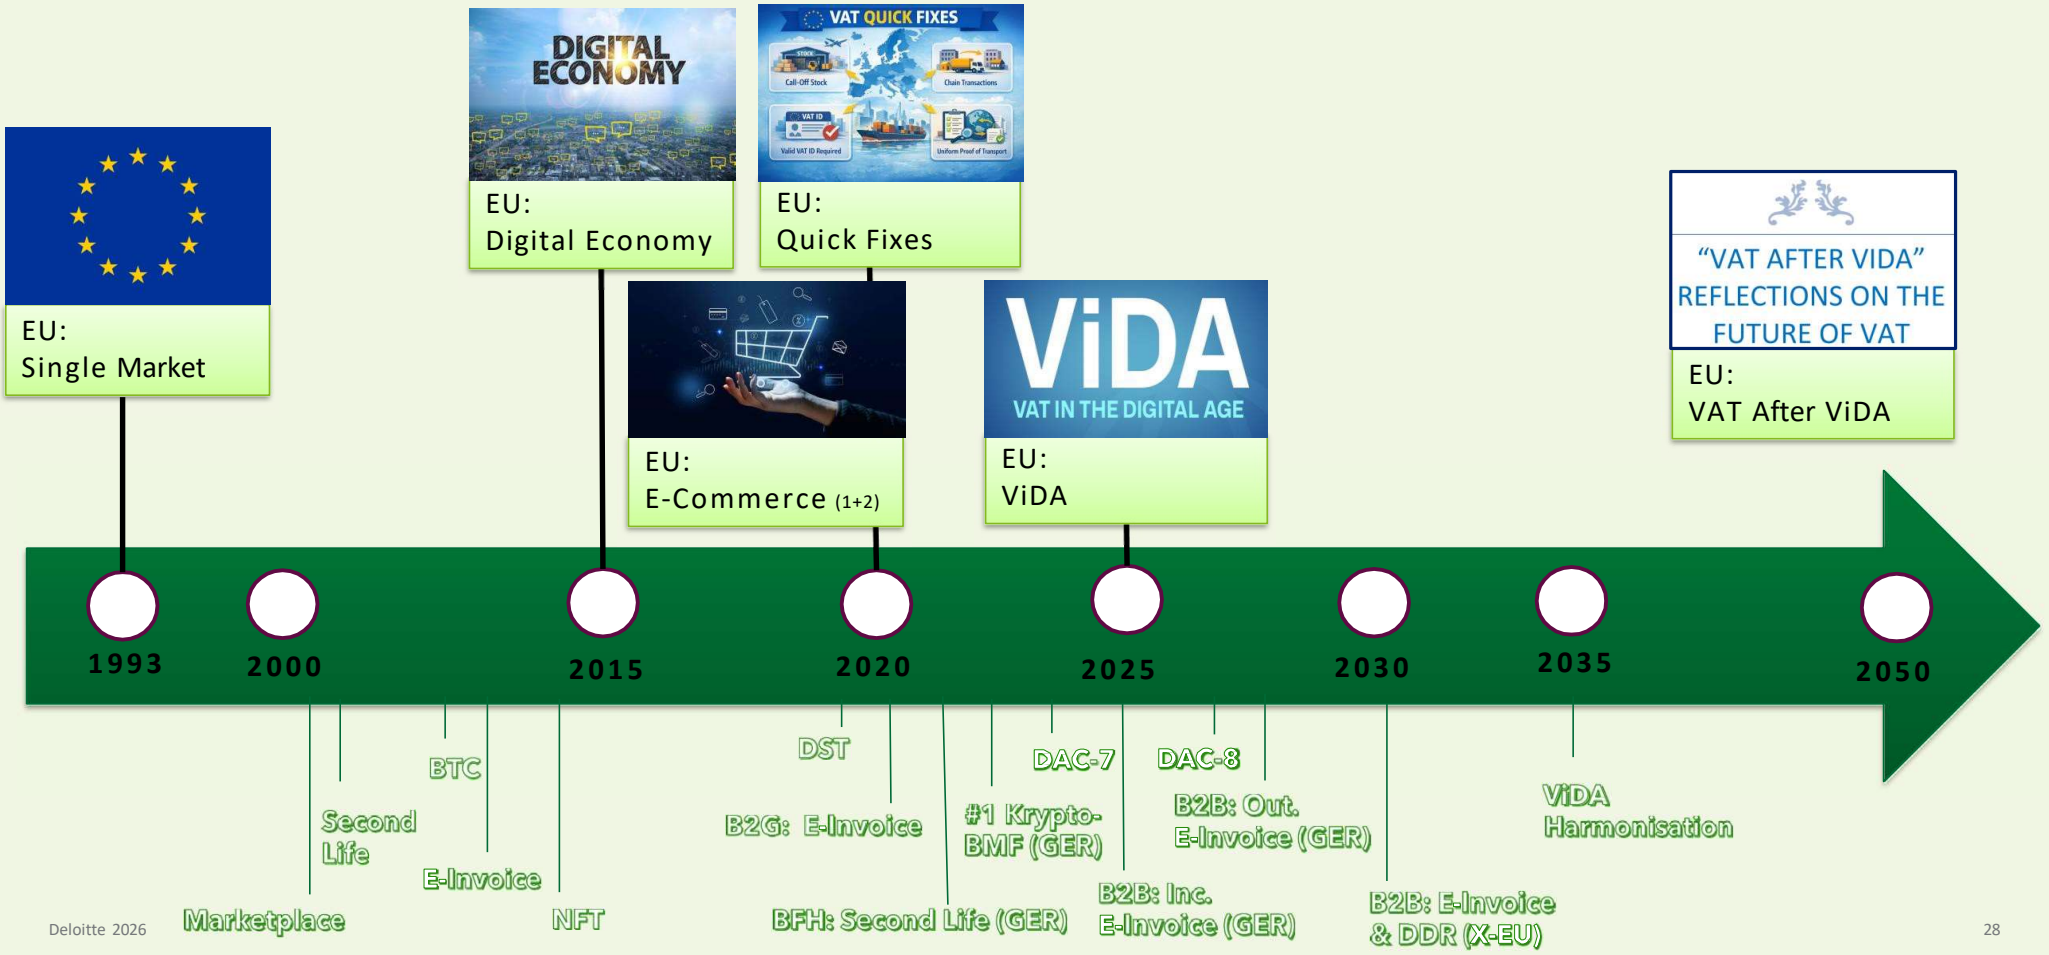 DIGITAL
ECONOMY
EU:
Digital Economy
VAT QUICK FIXES
STOCK
Call-Off Stock
Chain Transactions
VAT ID
Valid VAT ID Required
Uniform Proof of Transport
EU:
Quick Fixes
EU:
Single Market
EU:
E-Commerce (1+2)
ViDA
VAT IN THE DIGITAL AGE
EU:
ViDA
“VAT AFTER VIDA”
REFLECTIONS ON THE
FUTURE OF VAT
EU:
VAT After ViDA
1993
2000
2015
2020
2025
2030
2035
2050
Marketplace
Second
Life
BTC
E-Invoice
NFT
DST
B2G: E-Invoice
BFH: Second Life (GER)
#1 Krypto-
BMF (GER)
DAC-7
B2B: Inc.
E-Invoice (GER)
DAC-8
B2B: Out.
E-Invoice (GER)
B2B: E-Invoice
& DDR (X-EU)
ViDA
Harmonisation
Deloitte 2026
28